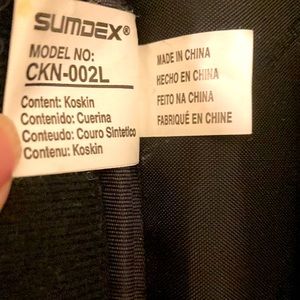 SUMDEX®
MODEL NO:
CKN-002L
Content: Koskin
Contenido: Cuerina
Conteudo: Couro Sintetico
Contenu: Koskin
MADE IN CHINA
HECHO EN CHINA
FEITO NA CHINA
FABRIQUÉ EN CHINE